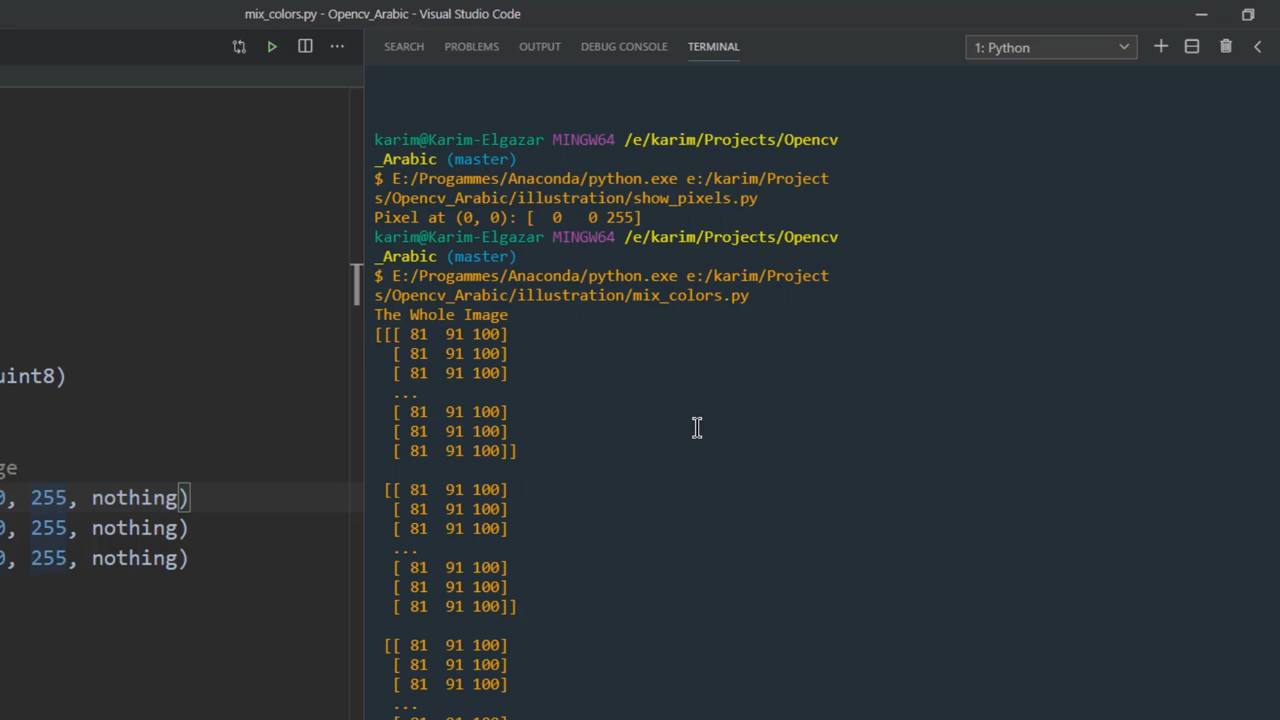 mix_colors.py - Opencv_Arabic - Visual Studio Code
SEARCH PROBLEMS OUTPUT DEBUG CONSOLE TERMINAL 1: Python
karim@Karim-Elgazar MINGW64 /e/karim/Projects/Opencv
_Arabic (master)
$ E:/Progammes/Anaconda/python.exe e:/karim/Project
s/Opencv_Arabic/illustration/show_pixels.py
Pixel at (0, 0): [  0   0 255]
karim@Karim-Elgazar MINGW64 /e/karim/Projects/Opencv
_Arabic (master)
$ E:/Progammes/Anaconda/python.exe e:/karim/Project
s/Opencv_Arabic/illustration/mix_colors.py
The Whole Image
[[[ 81  91 100]
[ 81  91 100]
[ 81  91 100]
...
[ 81  91 100]
[ 81  91 100]
[ 81  91 100]]
[[ 81  91 100]
[ 81  91 100]
[ 81  91 100]
...
[ 81  91 100]
[ 81  91 100]
[ 81  91 100]]
[[ 81  91 100]
[ 81  91 100]
[ 81  91 100]
...
uint8)
ge
0, 255, nothing)
0, 255, nothing)
0, 255, nothing)